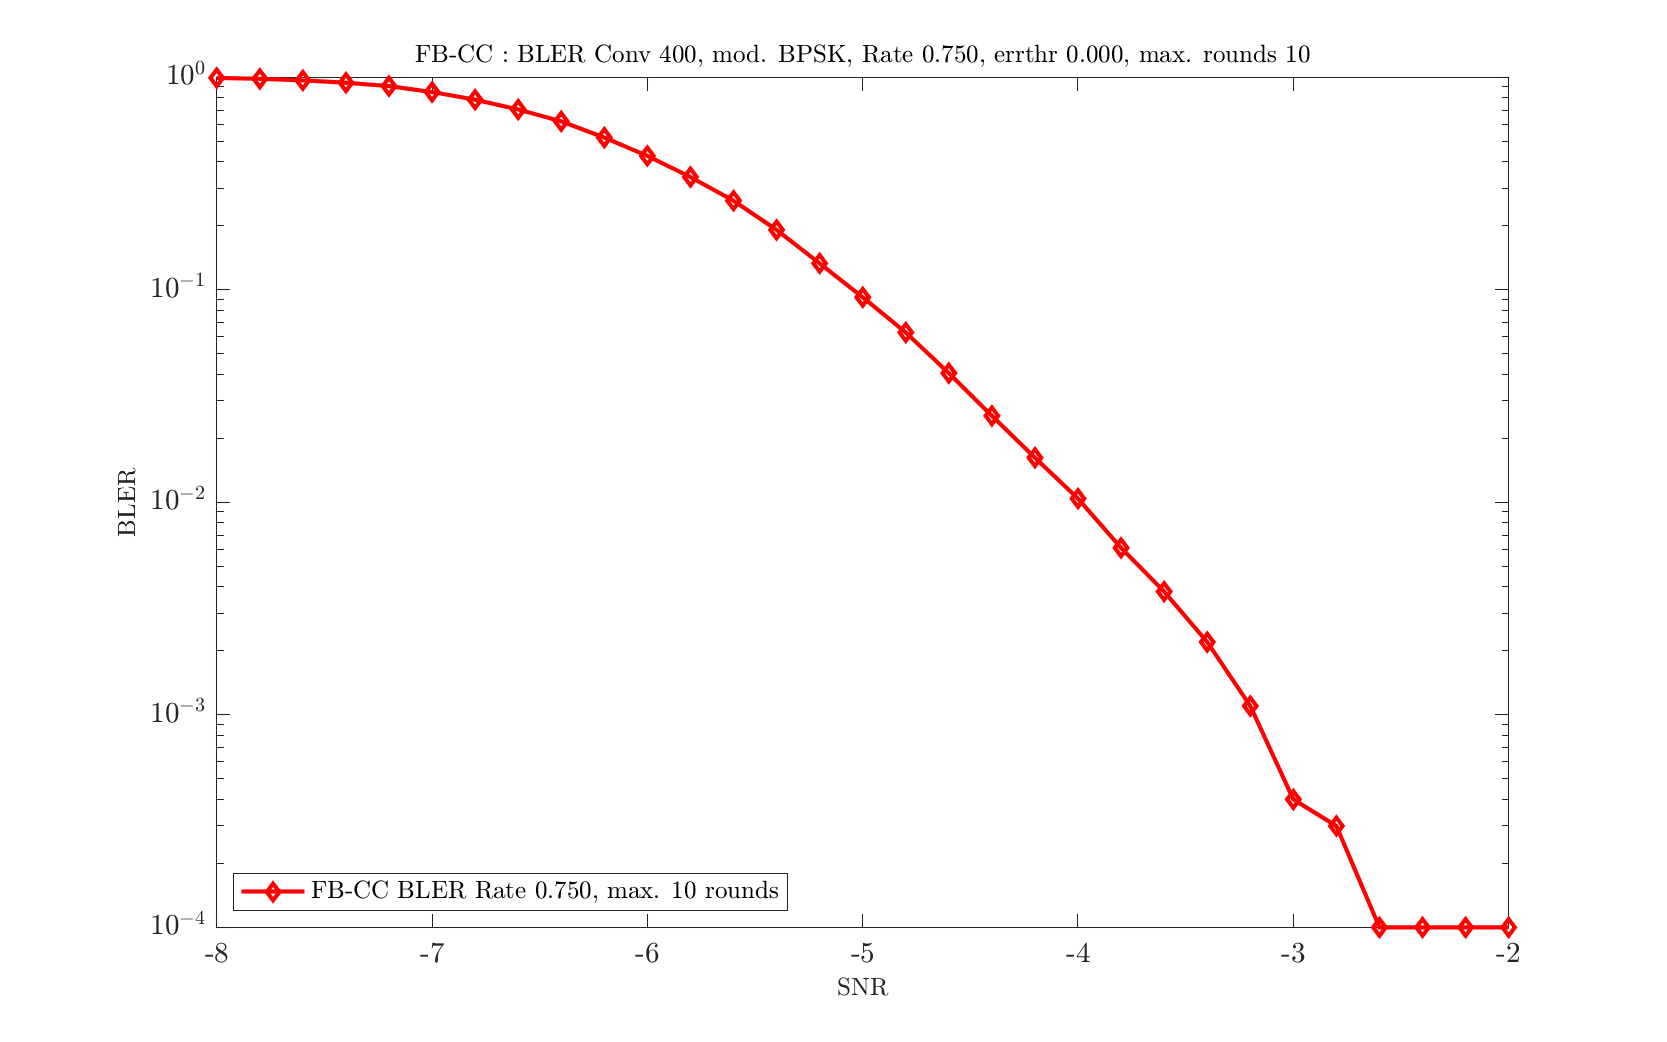 FB-CC : BLER Conv 400, mod. BPSK, Rate 0.750, errthr 0.000, max. rounds 10
10^0
10^-1
10^-2
10^-3
10^-4
BLER
FB-CC BLER Rate 0.750, max. 10 rounds
-8 -7 -6 -5 -4 -3 -2
SNR